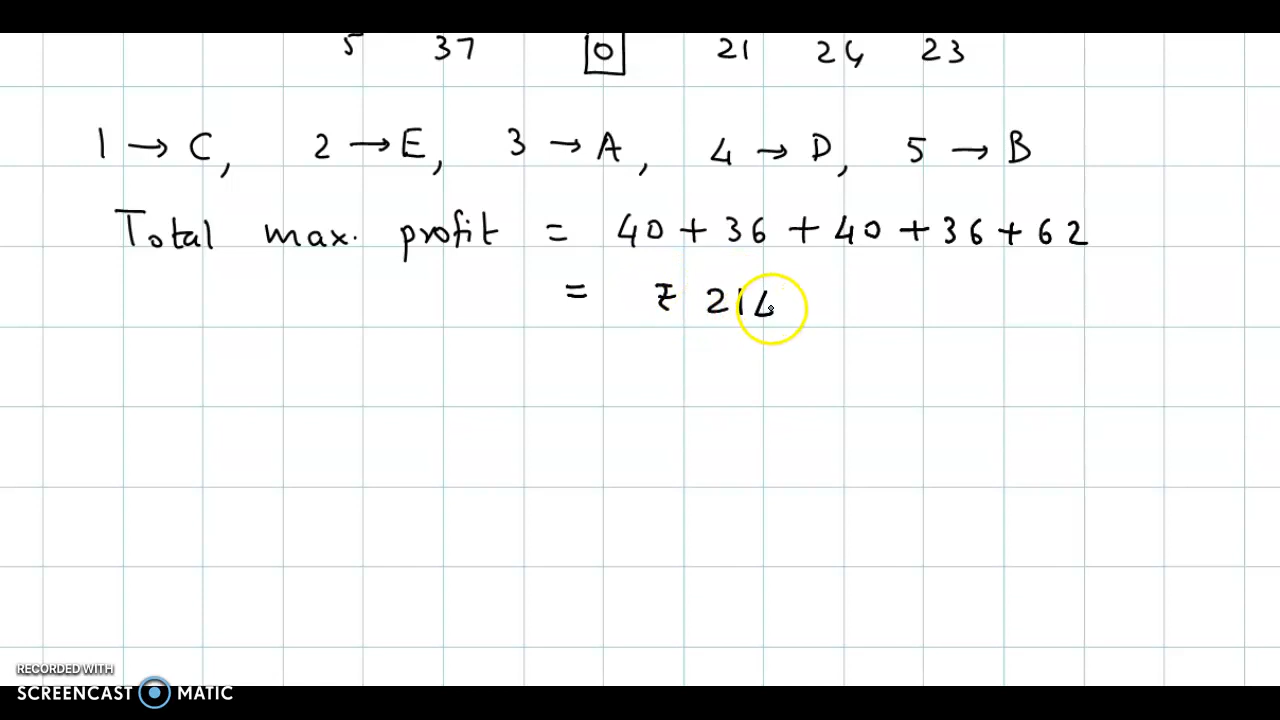 5 37 0 21 24 23
1 → C, 2 → E, 3 → A, 4 → D, 5 → B
Total max. profit = 40 + 36 + 40 + 36 + 62
= ₹ 214
RECORDED WITH
SCREENCAST MATIC